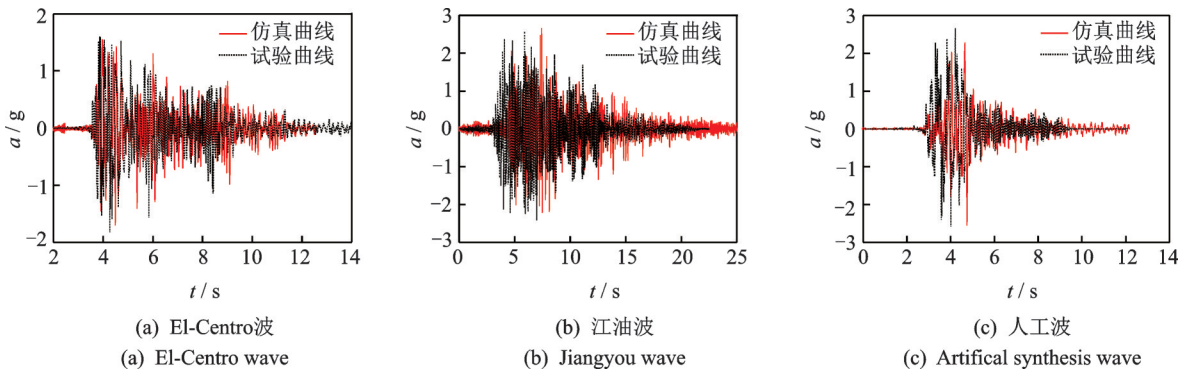 2
1
0
−1
−2
a / g
仿真曲线
试验曲线
2 4 6 8 10 12 14
t / s
(a) El-Centro波
(a) El-Centro wave
3
2
1
0
−1
−2
−3
a / g
仿真曲线
试验曲线
0 5 10 15 20 25
t / s
(b) 江油波
(b) Jiangyou wave
3
2
1
0
−1
−2
−3
a / g
仿真曲线
试验曲线
0 2 4 6 8 10 12 14
t / s
(c) 人工波
(c) Artifical synthesis wave